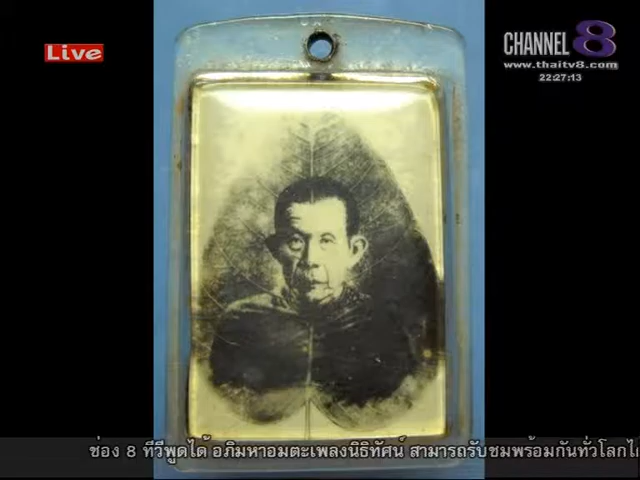 Live
CHANNEL 8
www.thaitv8.com
22:27:13
ช่อง 8 ทีวีพูดได้ อภิมหาอมตะเพลงนิธิทัศน์ สามารถรับชมพร้อมกันทั่วโลกไ